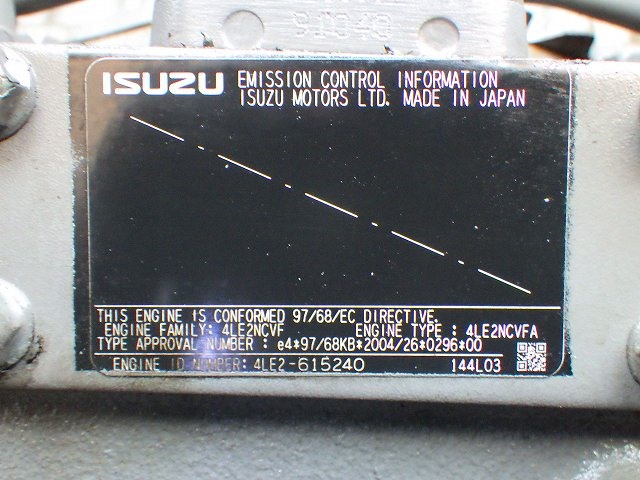 ISUZU EMISSION CONTROL INFORMATION
ISUZU MOTORS LTD. MADE IN JAPAN
THIS ENGINE IS CONFORMED 97/68/EC DIRECTIVE.
ENGINE FAMILY: 4LE2NCVF ENGINE TYPE : 4LE2NCVFA
TYPE APPROVAL NUMBER : e4*97/68KB*2004/26*0296*00
ENGINE ID NUMBER: 4LE2-615240 144L03